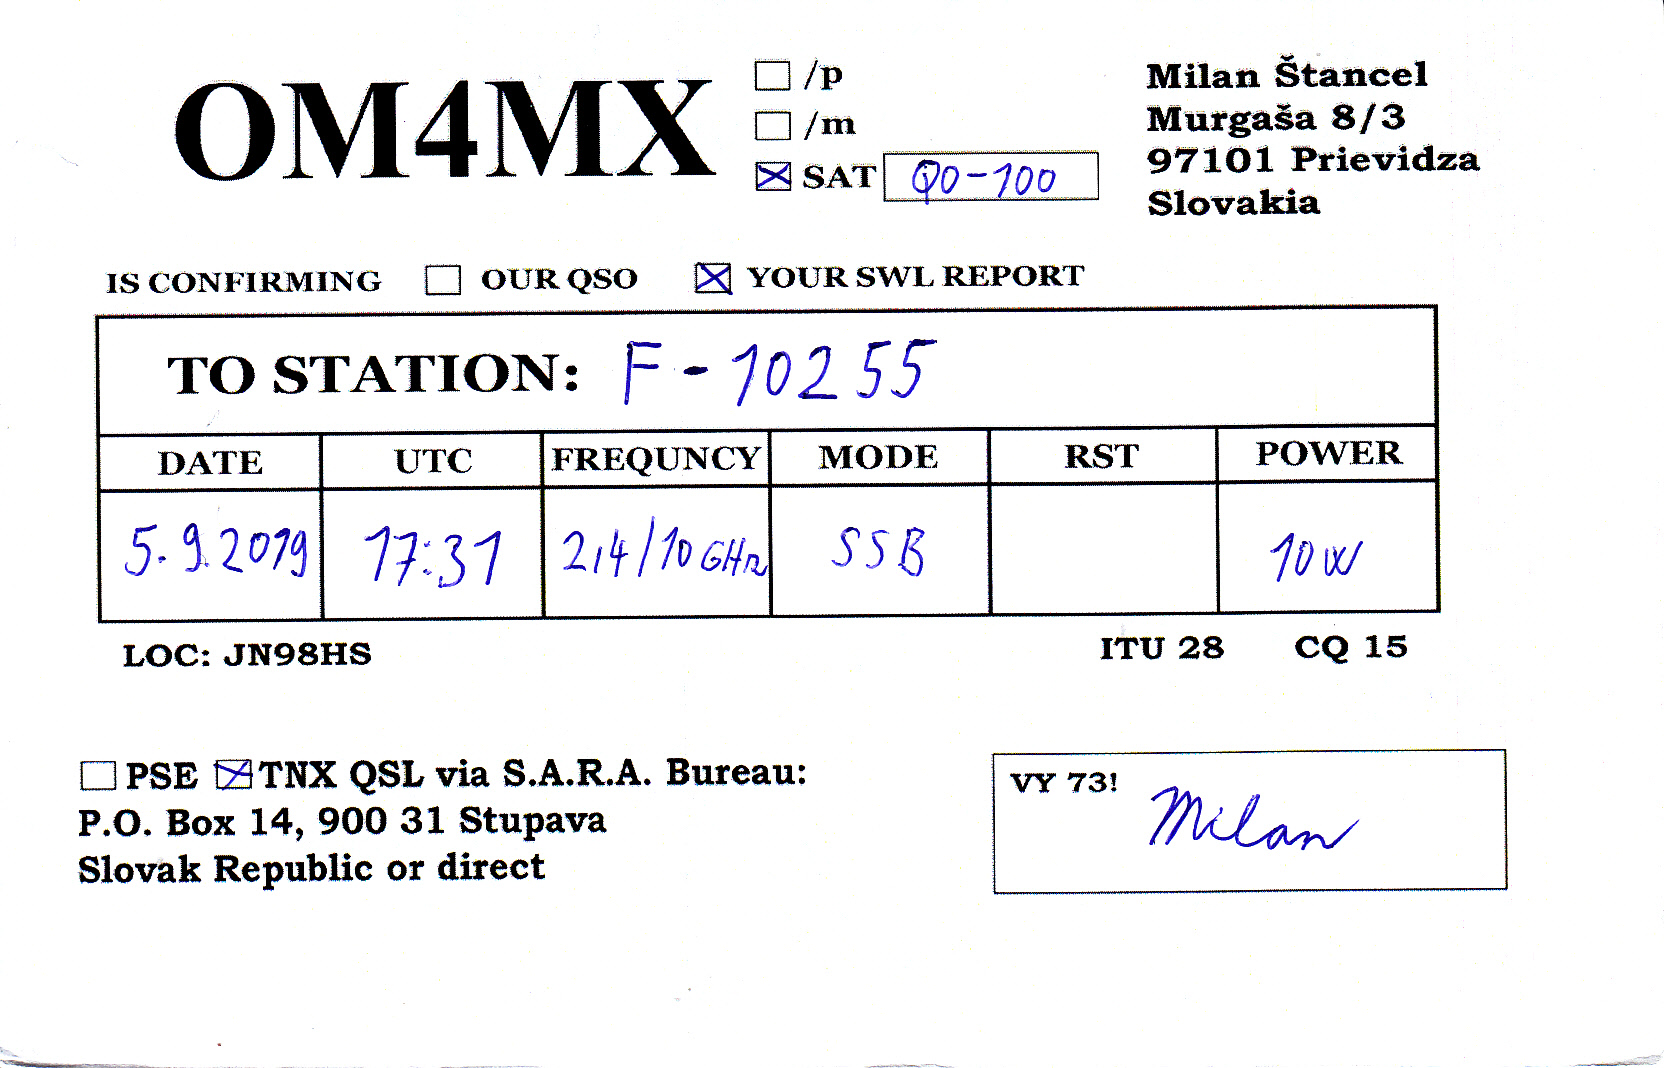 OM4MX
/p
/m
SAT QO-100
Milan Štancel
Murgaša 8/3
97101 Prievidza
Slovakia
IS CONFIRMING OUR QSO YOUR SWL REPORT
TO STATION: F-10255
DATE UTC FREQUNCY MODE RST POWER
5.9.2019 17:31 2,4/10GHz SSB 10W
LOC: JN98HS ITU 28 CQ 15
PSE TNX QSL via S.A.R.A. Bureau:
P.O. Box 14, 900 31 Stupava
Slovak Republic or direct
VY 73!
Milan